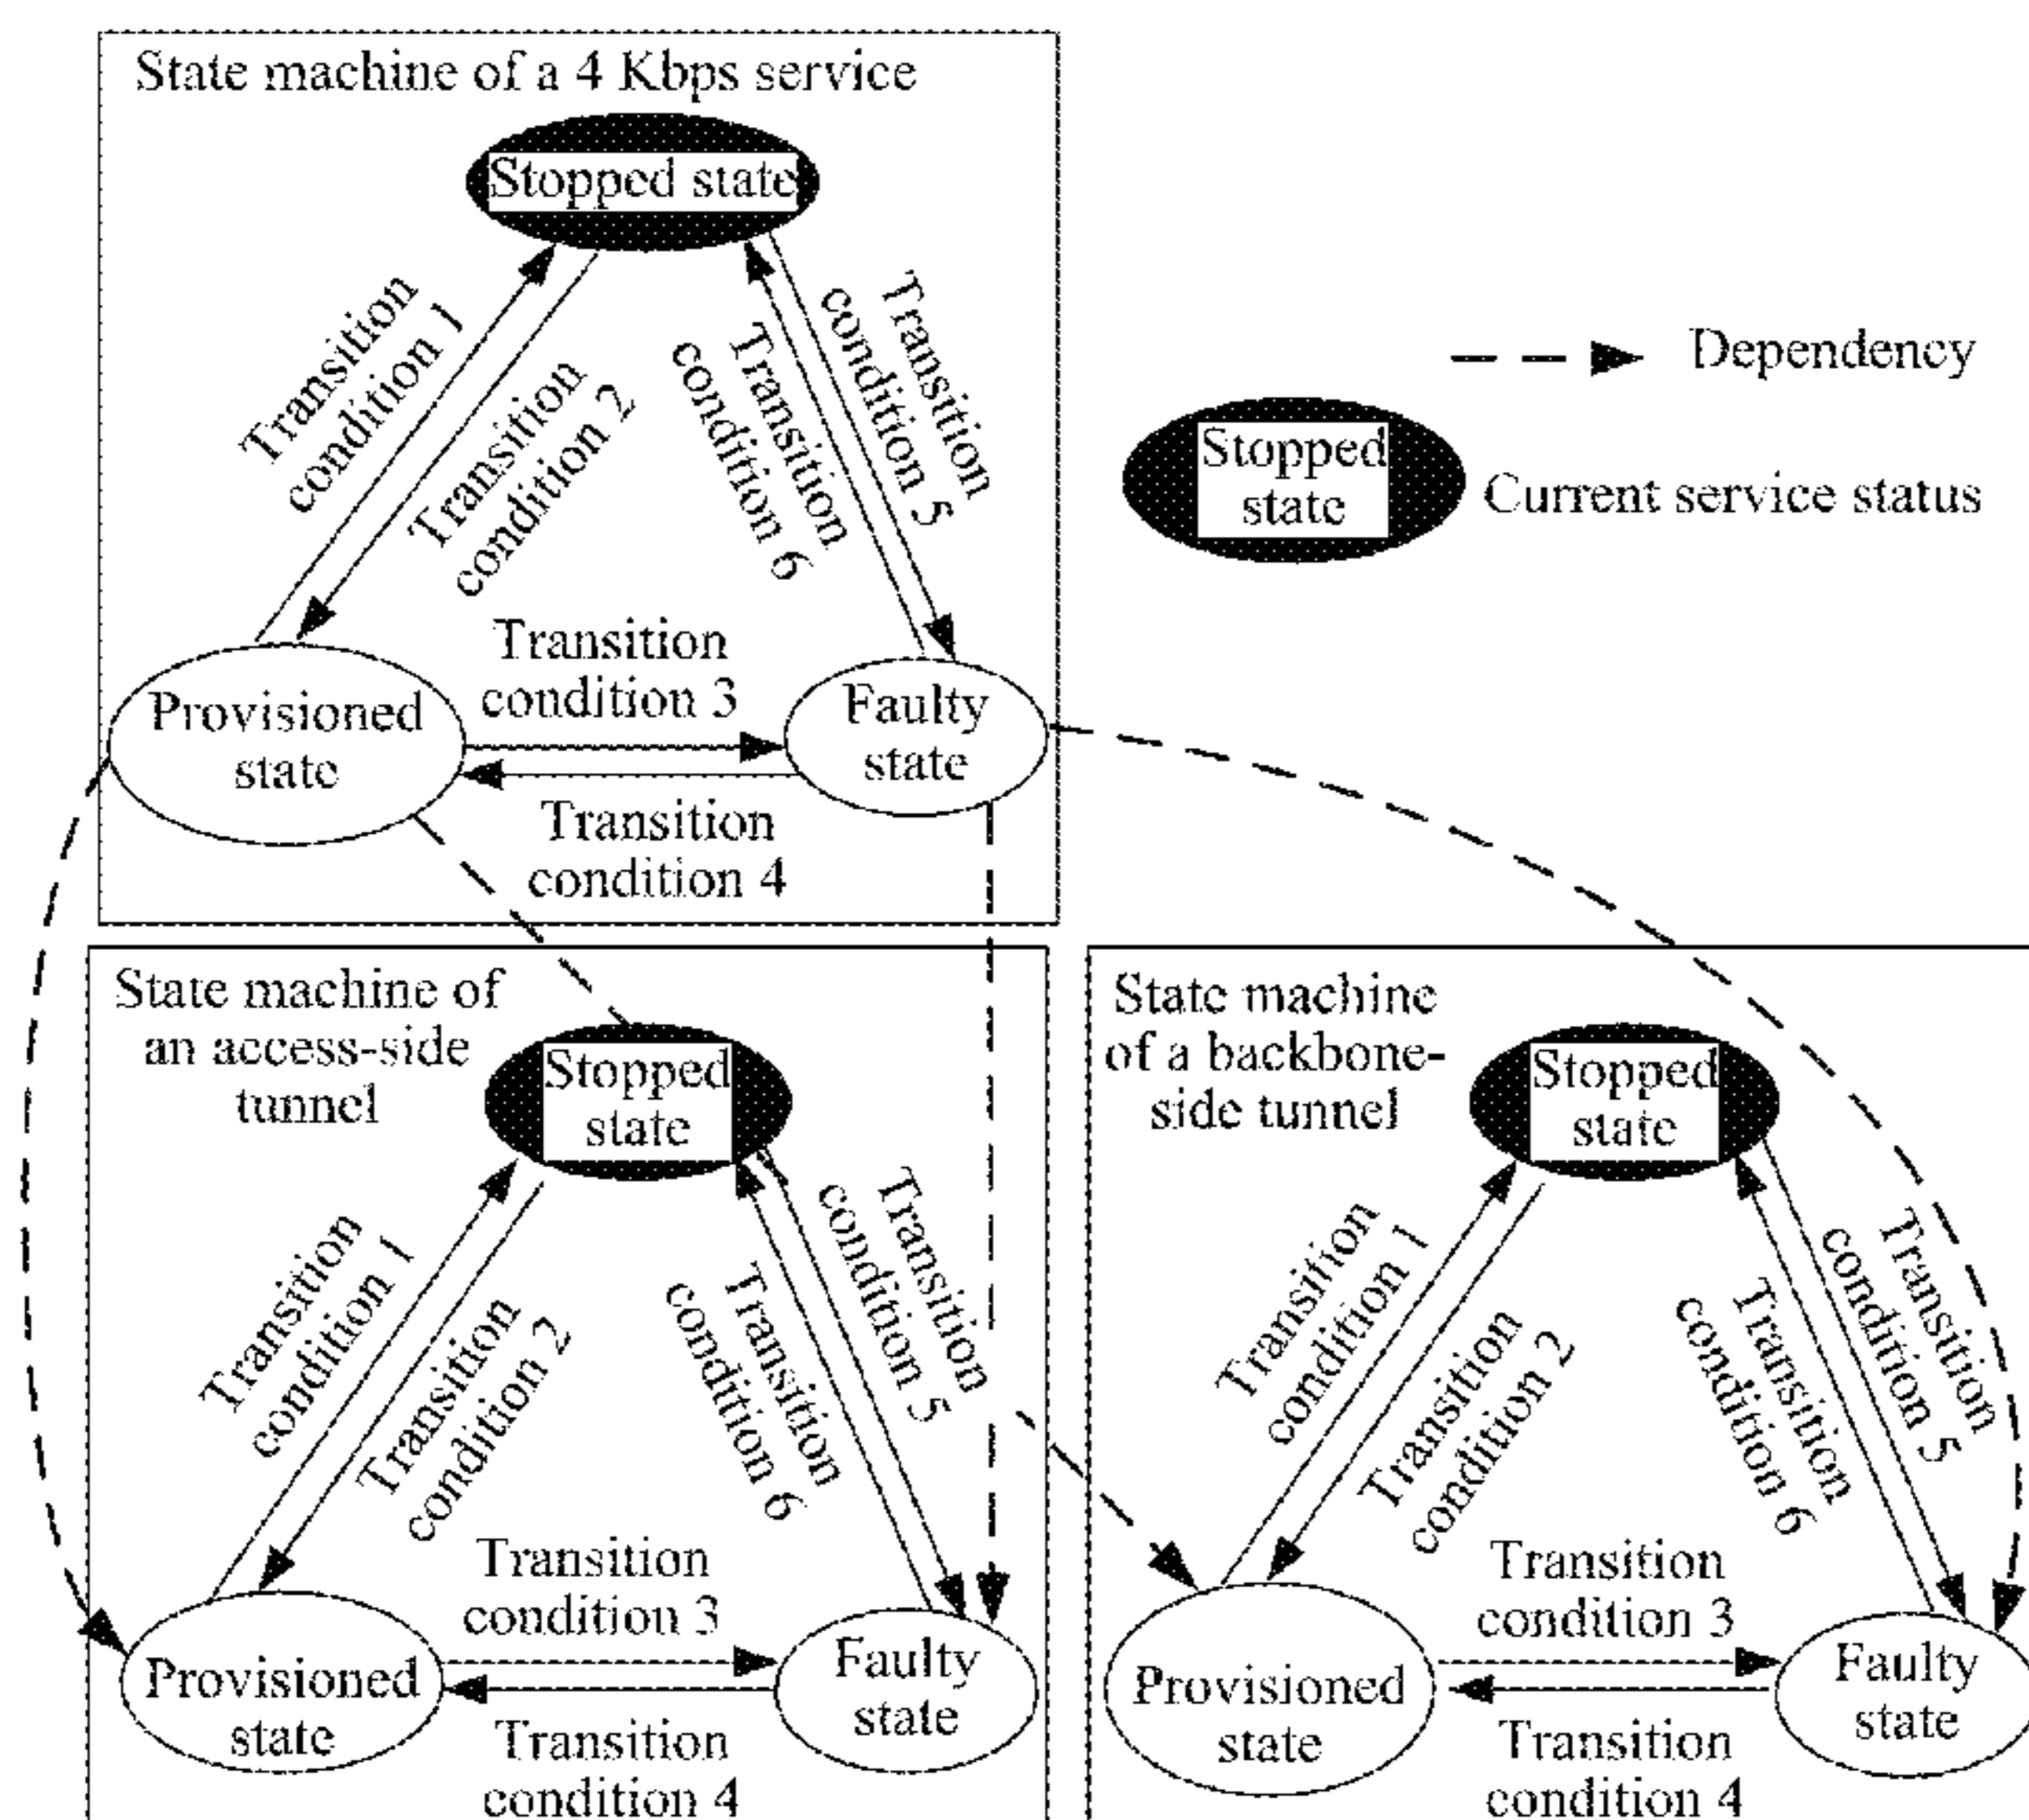 State machine of a 4 Kbps service
Stopped state
Transition
condition 1
Transition
condition 2
Transition
condition 6
Transition
condition 5
Dependency
Stopped
state
Current service status
Provisioned
state
Transition
condition 3
Faulty
state
Transition
condition 4
State machine of
an access-side
tunnel
Stopped
state
Transition
condition 1
Transition
condition 2
Transition
condition 6
Transition
condition 5
Provisioned
state
Transition
condition 3
Faulty
state
Transition
condition 4
State machine
of a backbone-
side tunnel
Stopped
state
Transition
condition 1
Transition
condition 2
Transition
condition 6
Transition
condition 5
Provisioned
state
Transition
condition 3
Faulty
state
Transition
condition 4